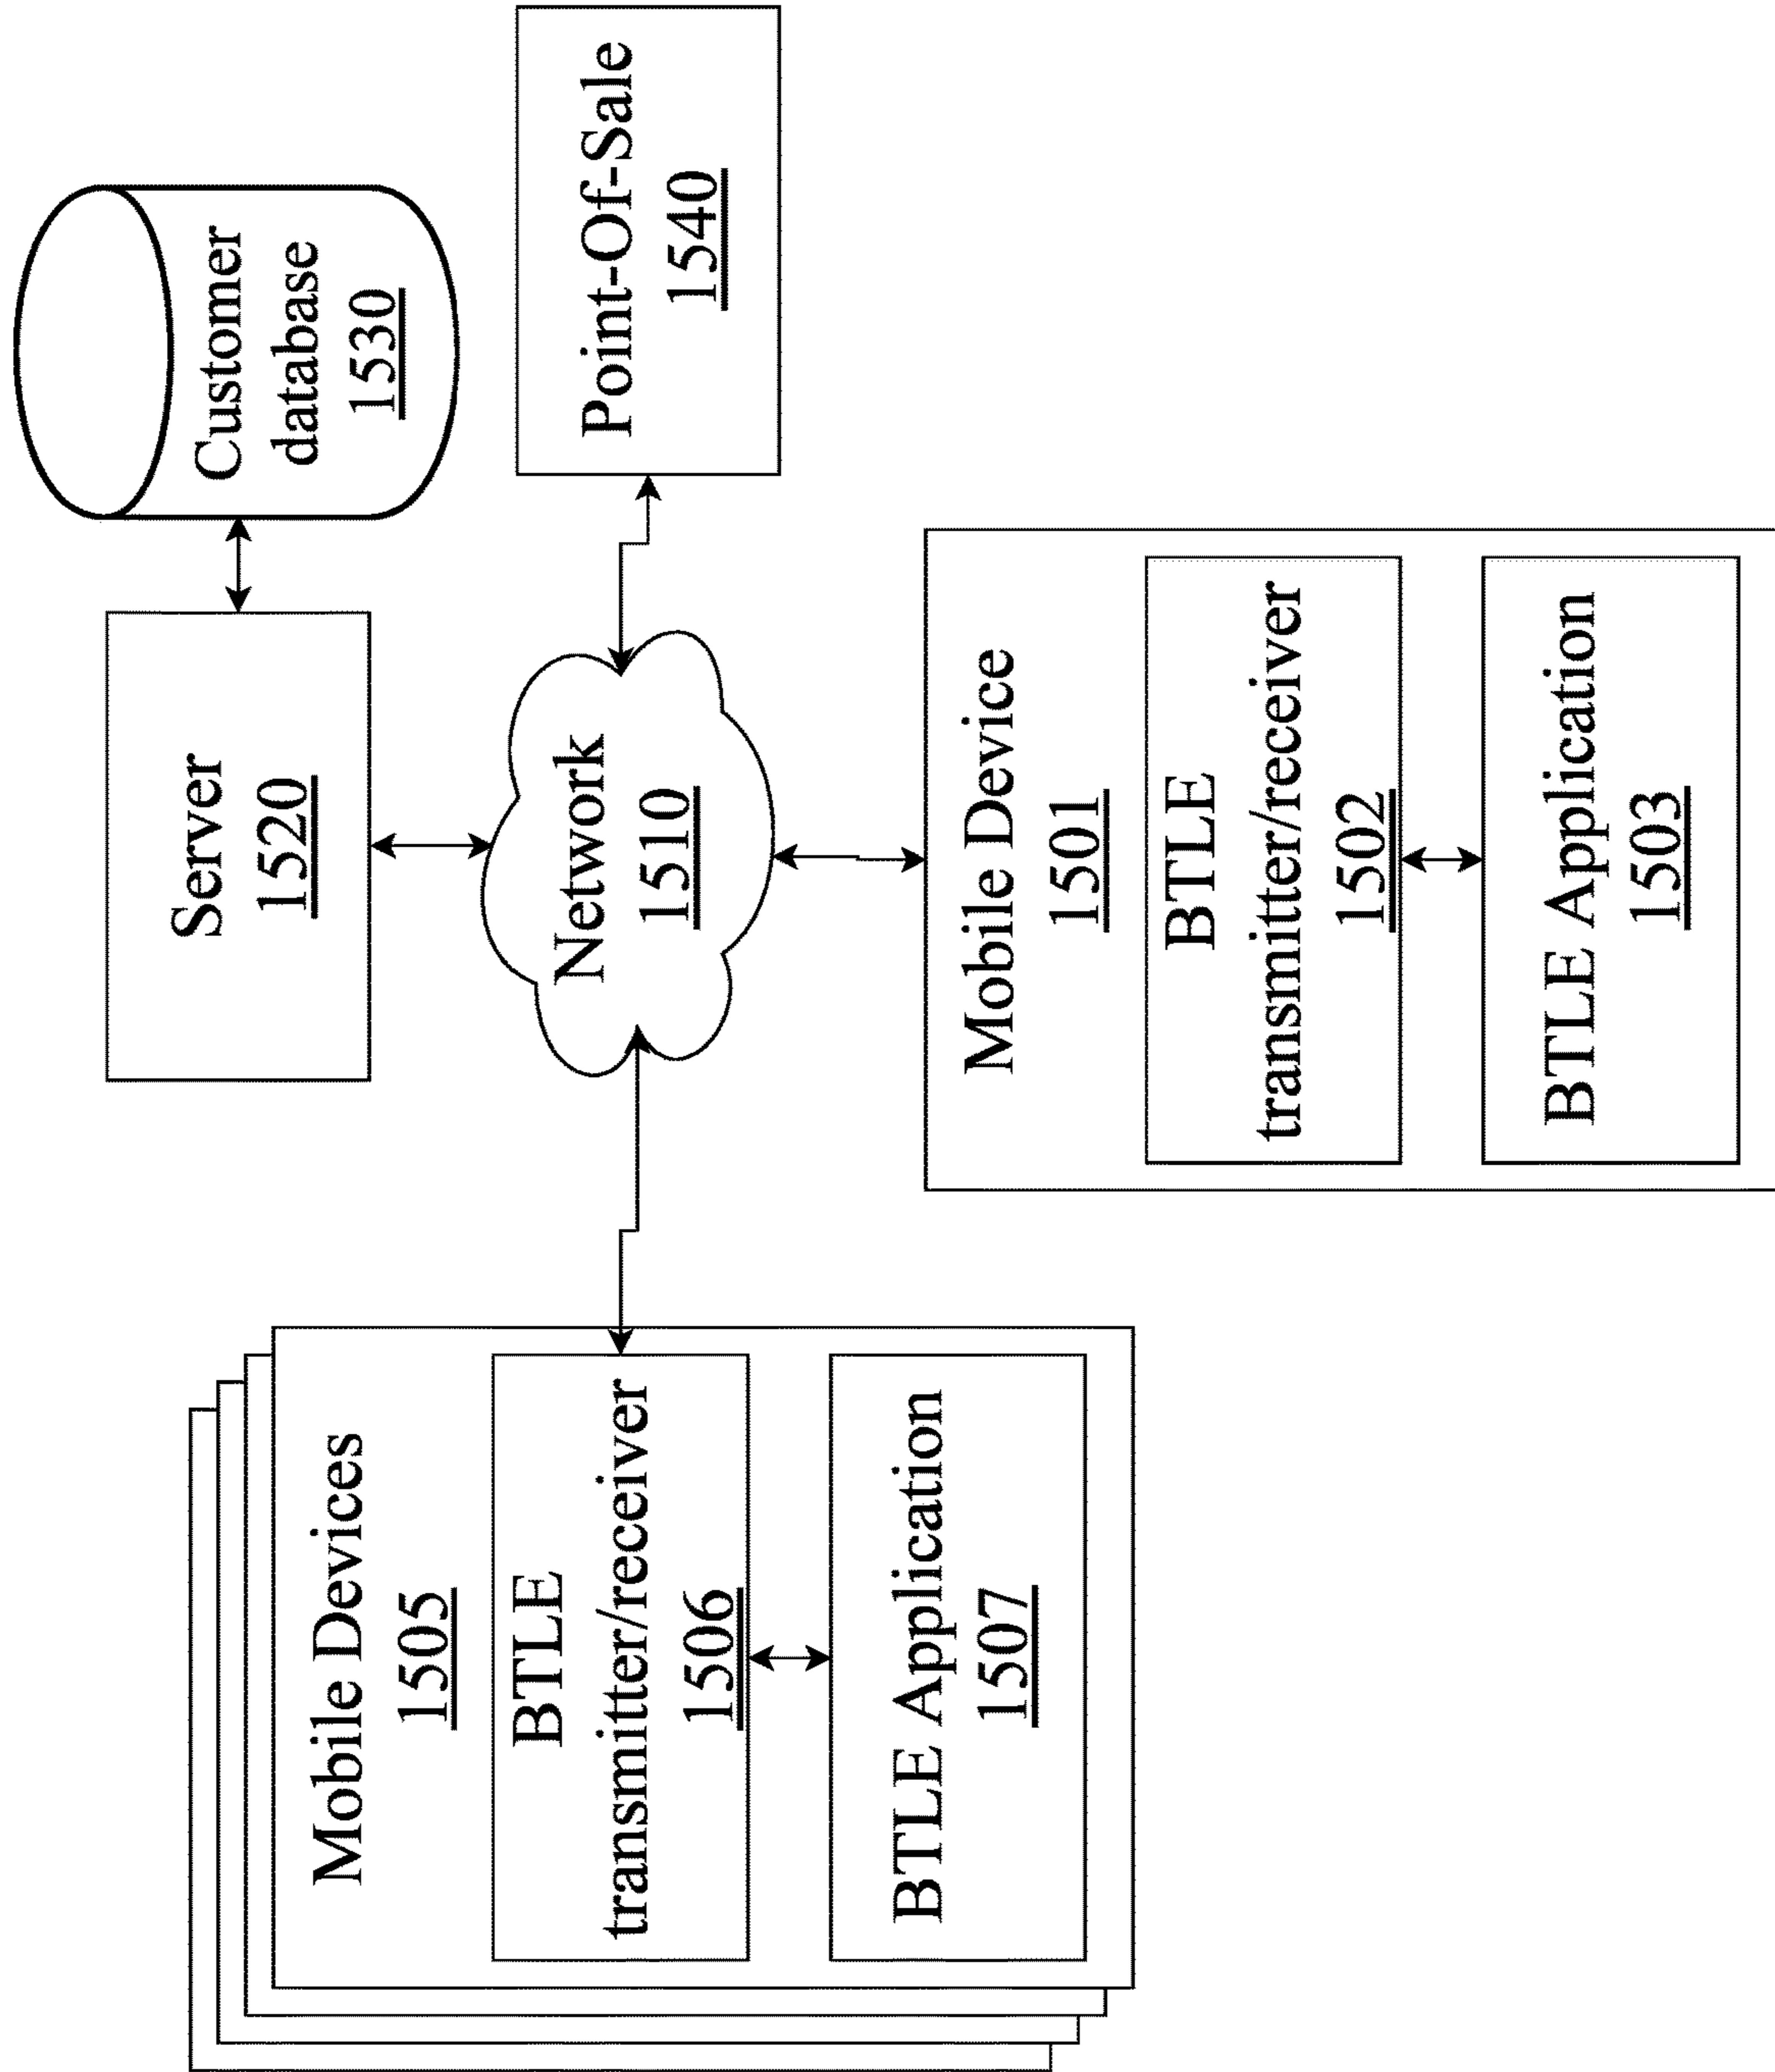 Server
1520
Customer
database
1530
Mobile Devices
1505
BTLE
transmitter/receiver
1506
BTLE Application
1507
Network
1510
Point-Of-Sale
1540
Mobile Device
1501
BTLE
transmitter/receiver
1502
BTLE Application
1503